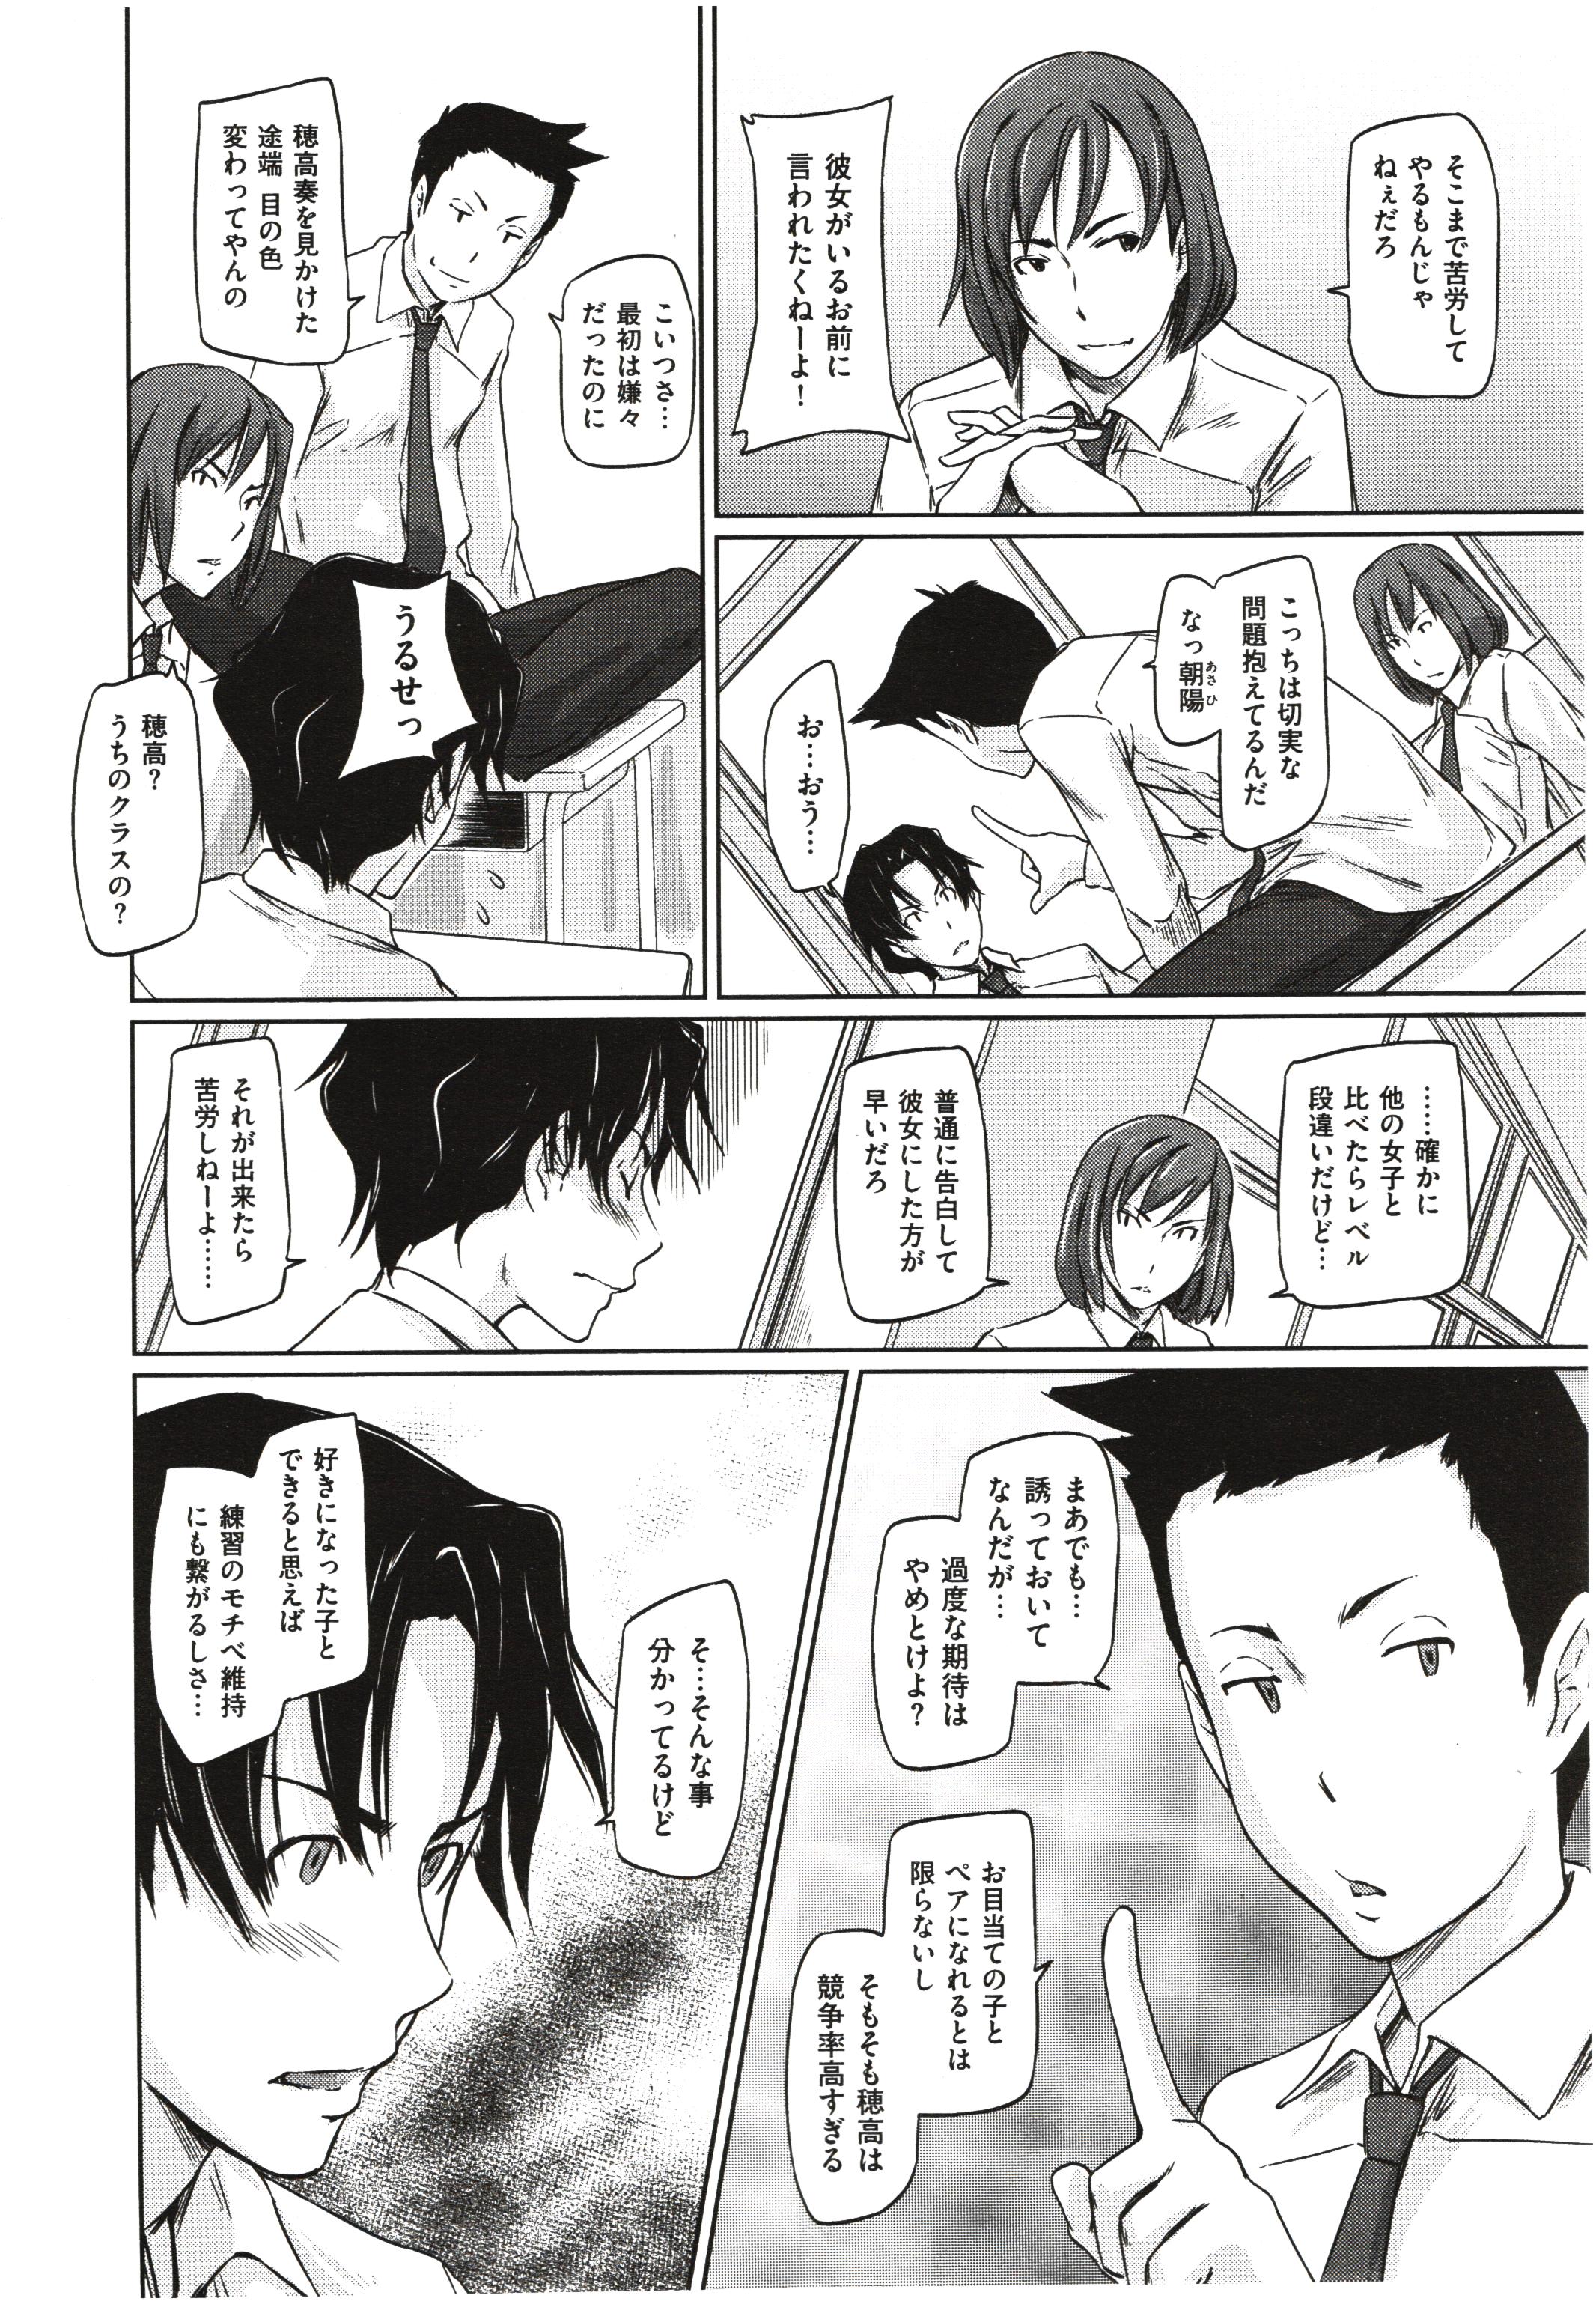 そこまで苦労して
やるもんじゃ
ねぇだろ
彼女がいるお前に
言われたくねーよ！
こっちは切実な
問題抱えてるんだ
なっ朝陽
あさひ
お…おう…
こいつさ…
最初は嫌々
だったのに
穂高奏を見かけた
途端 目の色
変わってやんの
うるせっ
穂高？
うちのクラスの？
……確かに
他の女子と
比べたらレベル
段違いだけど…
普通に告白して
彼女にした方が
早いだろ
それが出来たら
苦労しねーよ……
まあでも…
誘っておいて
なんだが…
過度な期待は
やめとけよ？
お目当ての子と
ペアになれるとは
限らないし
そもそも穂高は
競争率高すぎる
そ…そんな事
分かってるけど
好きになった子と
できると思えば
練習のモチベ維持
にも繋がるしさ…